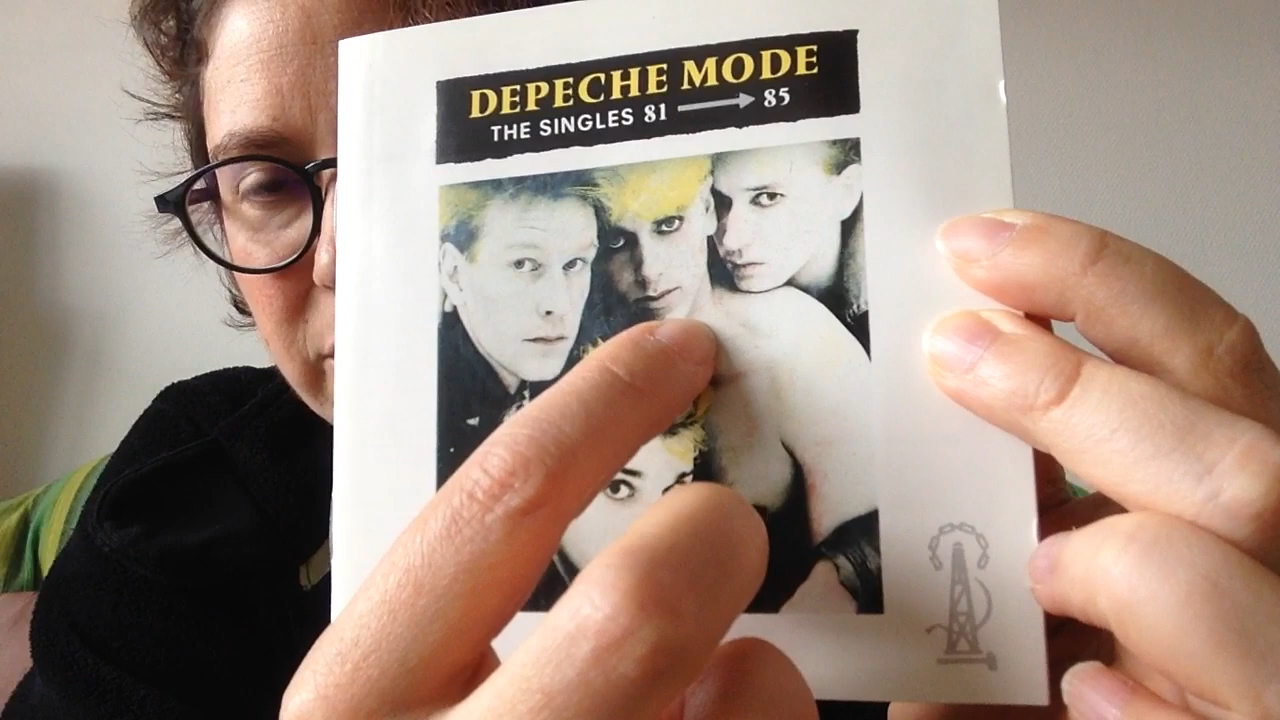 DEPECHE MODE
THE SINGLES 81 → 85